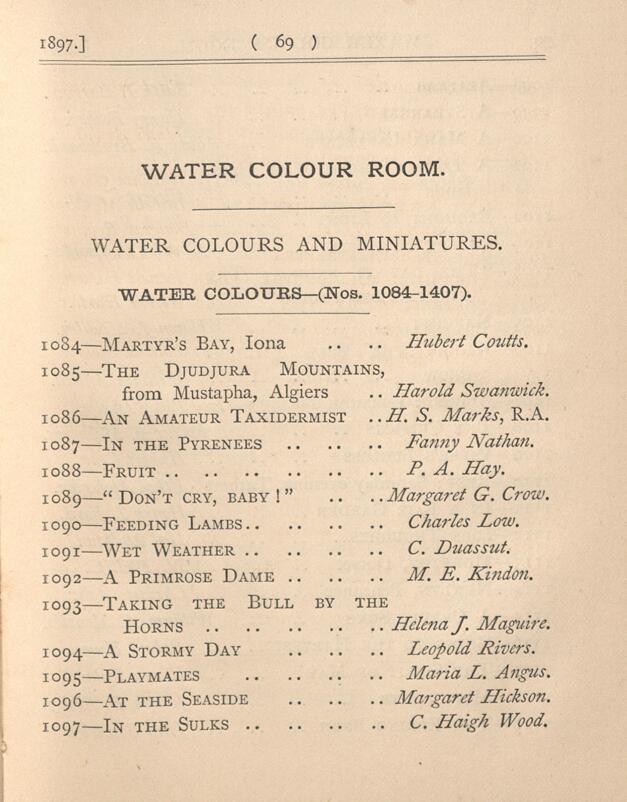 1897.] ( 69 )
WATER COLOUR ROOM.
WATER COLOURS AND MINIATURES.
WATER COLOURS—(Nos. 1084-1407).
1084—MARTYR'S BAY, Iona .. .. Hubert Coutts.
1085—THE DJUDJURA MOUNTAINS,
from Mustapha, Algiers .. Harold Swanwick.
1086—AN AMATEUR TAXIDERMIST .. H. S. Marks, R.A.
1087—IN THE PYRENEES .. .. .. Fanny Nathan.
1088—FRUIT .. .. .. .. .. P. A. Hay.
1089—“ DON'T CRY, BABY ! ” .. .. Margaret G. Crow.
1090—FEEDING LAMBS .. .. .. Charles Low.
1091—WET WEATHER .. .. .. .. C. Duassut.
1092—A PRIMROSE DAME .. .. .. M. E. Kindon.
1093—TAKING THE BULL BY THE
HORNS .. .. .. .. .. Helena J. Maguire.
1094—A STORMY DAY .. .. .. Leopold Rivers.
1095—PLAYMATES .. .. .. .. Maria L. Angus.
1096—AT THE SEASIDE .. .. .. Margaret Hickson.
1097—IN THE SULKS .. .. .. .. C. Haigh Wood.